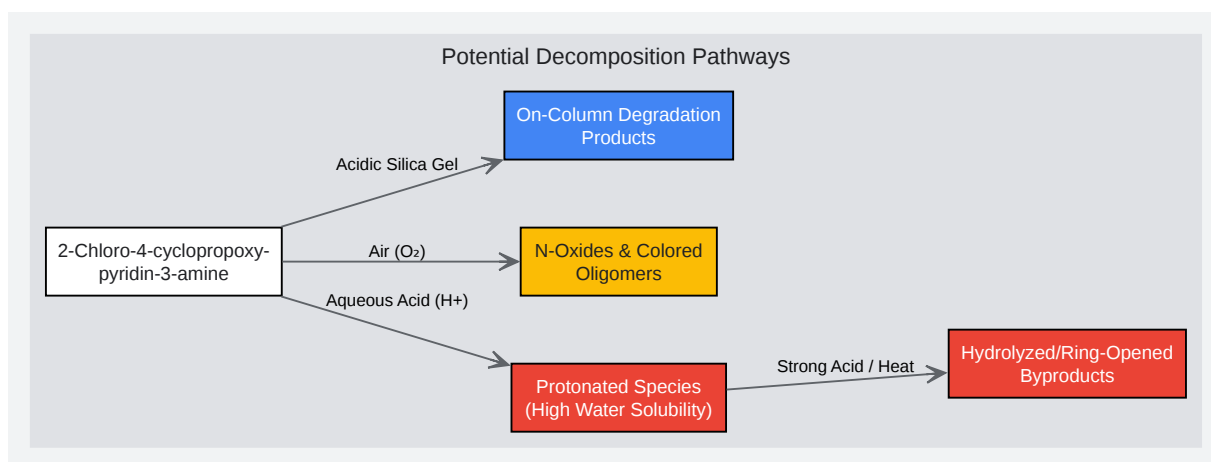 Potential Decomposition Pathways
On-Column Degradation
Products
Acidic Silica Gel
2-Chloro-4-cyclopropoxy-
pyridin-3-amine
Air (O₂)
N-Oxides & Colored
Oligomers
Aqueous Acid (H+)
Protonated Species
(High Water Solubility)
Strong Acid / Heat
Hydrolyzed/Ring-Opened
Byproducts